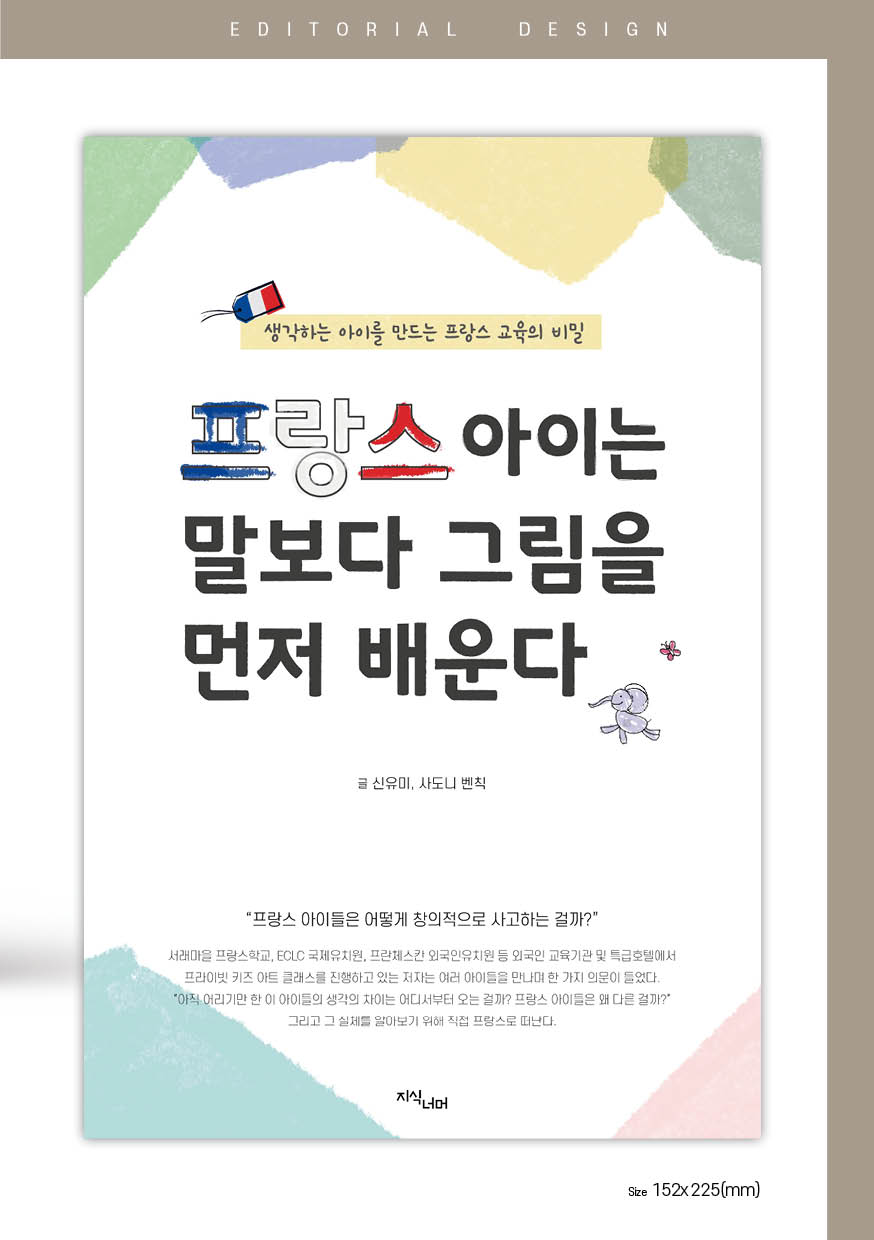 EDITORIAL DESIGN
생각하는 아이를 만드는 프랑스 교육의 비밀
프랑스 아이는
말보다 그림을
먼저 배운다
글 신유미, 사도니 벤칙
“프랑스 아이들은 어떻게 창의적으로 사고하는 걸까?”
서래마을 프랑스학교, ECLC 국제유치원, 프란체스칸 외국인유치원 등 외국인 교육기관 및 특급호텔에서
프라이빗 키즈 아트 클래스를 진행하고 있는 저자는 여러 아이들을 만나며 한 가지 의문이 들었다.
“아직 어리기만 한 이 아이들의 생각의 차이는 어디서부터 오는 걸까? 프랑스 아이들은 왜 다른 걸까?”
그리고 그 실체를 알아보기 위해 직접 프랑스로 떠난다.
지식너머
Size 152x225(mm)